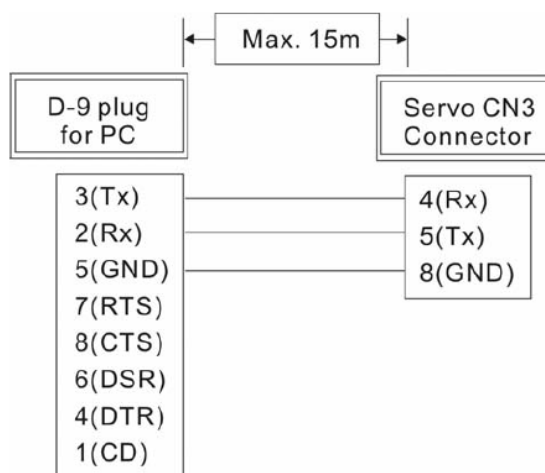 Max. 15m
D-9 plug
for PC
Servo CN3
Connector
3(Tx)
2(Rx)
5(GND)
7(RTS)
8(CTS)
6(DSR)
4(DTR)
1(CD)
4(Rx)
5(Tx)
8(GND)